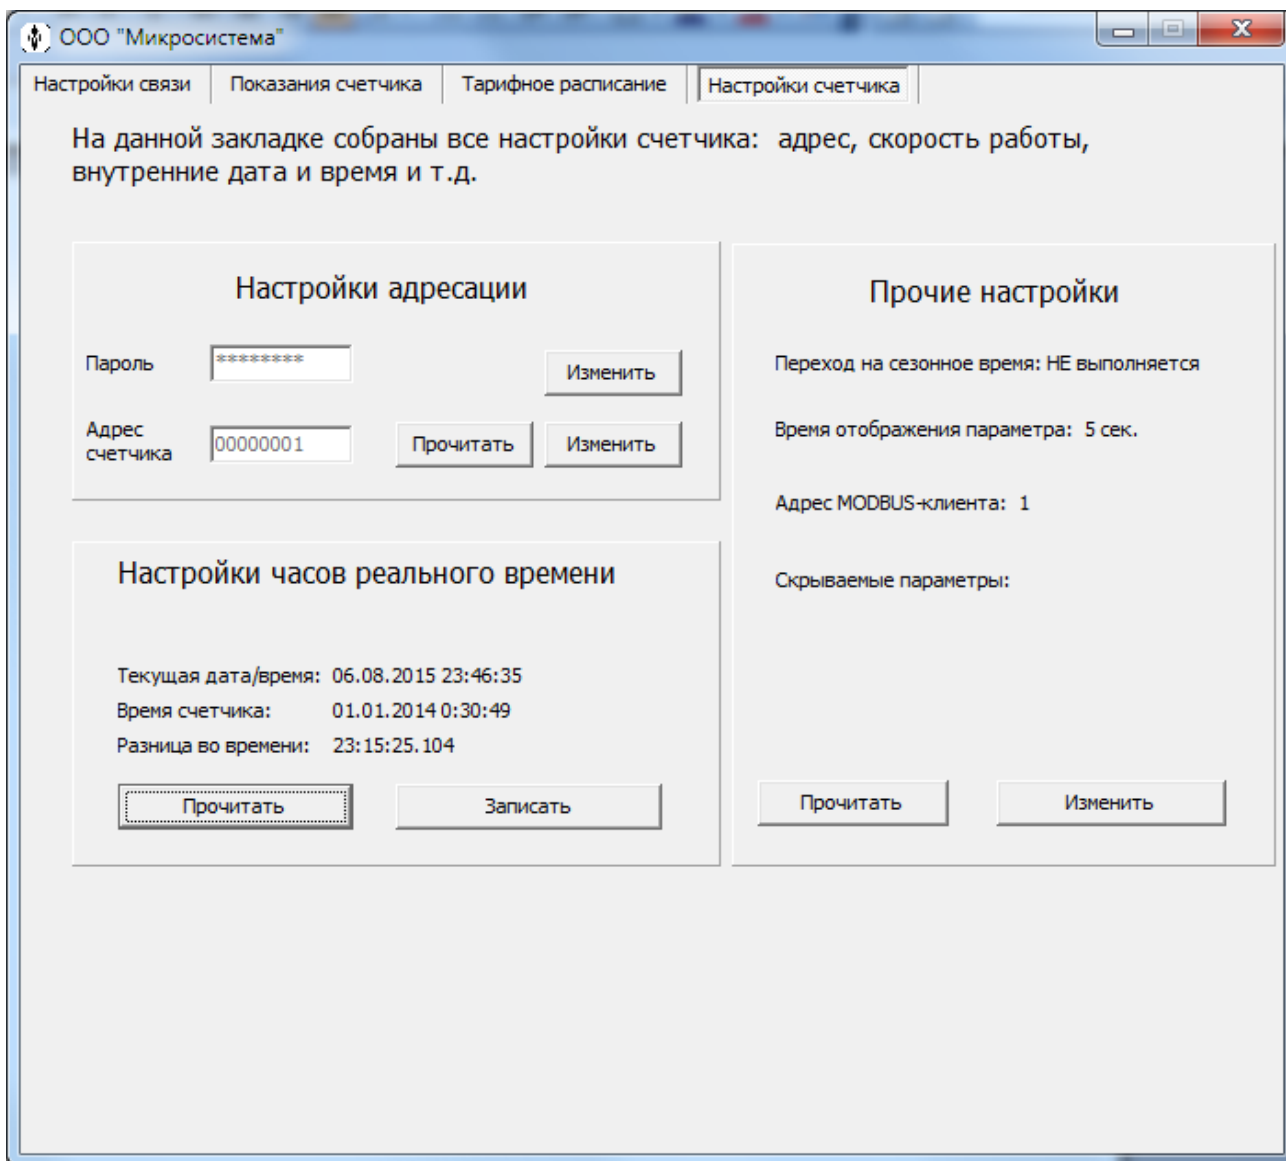 ООО "Микросистема"
Настройки связи Показания счетчика Тарифное расписание Настройки счетчика
На данной закладке собраны все настройки счетчика: адрес, скорость работы,
внутренние дата и время и т.д.
Настройки адресации
Пароль ******** Изменить
Адрес
счетчика 00000001 Прочитать Изменить
Настройки часов реального времени
Текущая дата/время: 06.08.2015 23:46:35
Время счетчика: 01.01.2014 0:30:49
Разница во времени: 23:15:25.104
Прочитать Записать
Прочие настройки
Переход на сезонное время: НЕ выполняется
Время отображения параметра: 5 сек.
Адрес MODBUS-клиента: 1
Скрываемые параметры:
Прочитать Изменить